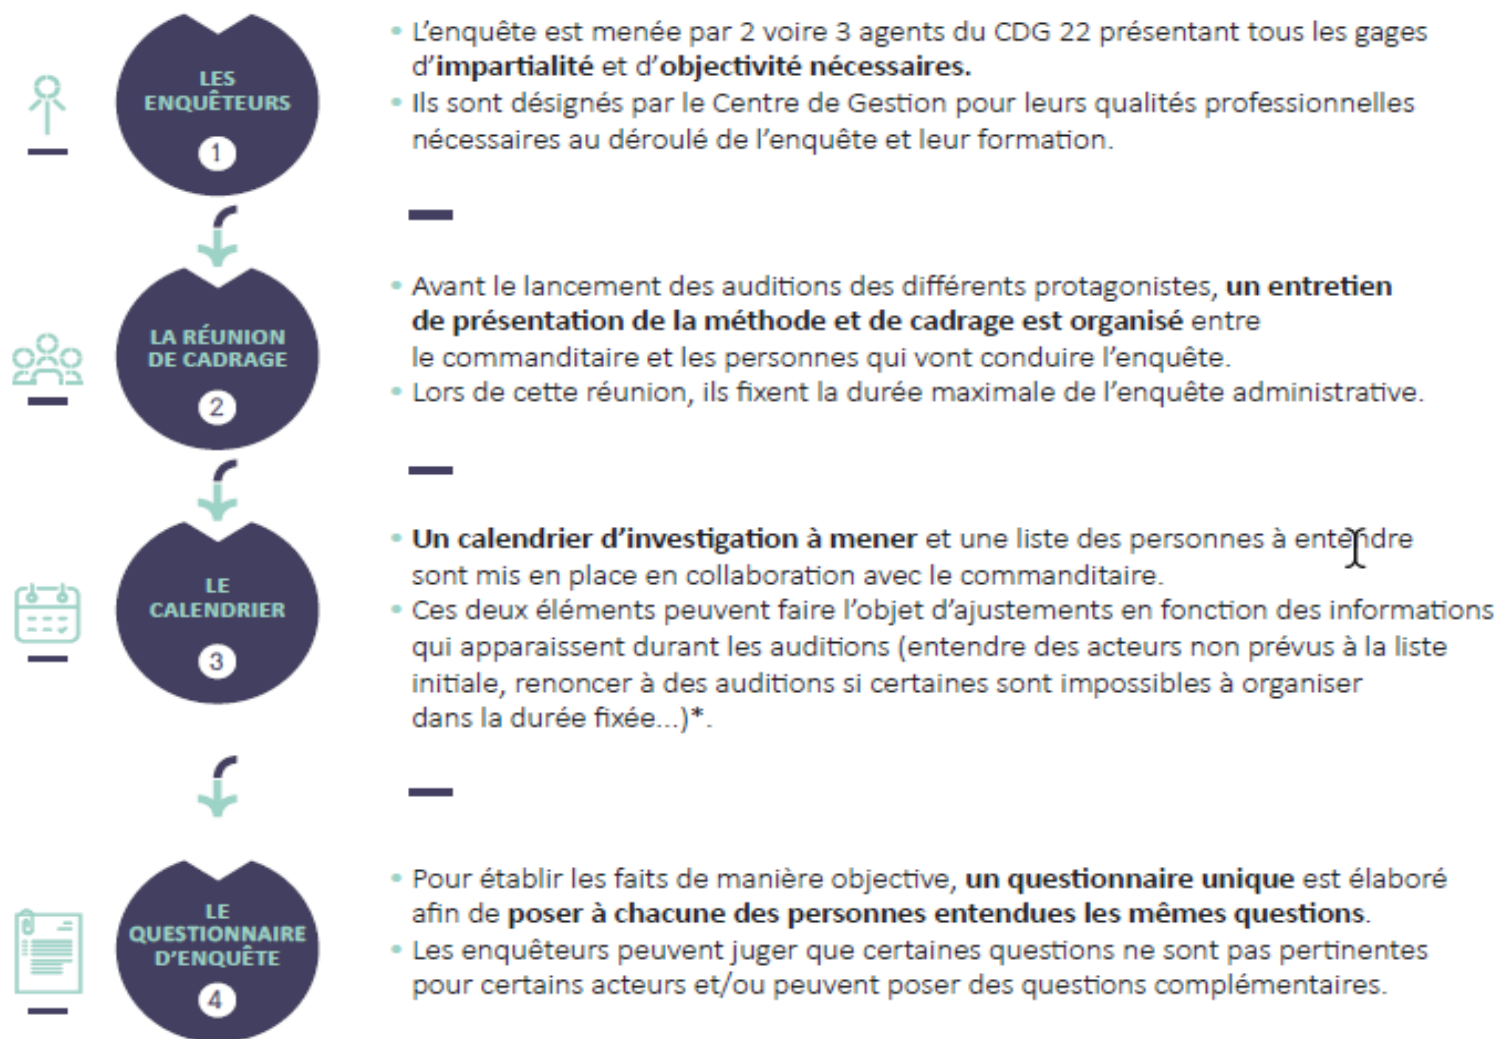 LES
ENQUÊTEURS
1
• L’enquête est menée par 2 voire 3 agents du CDG 22 présentant tous les gages
d’impartialité et d’objectivité nécessaires.
• Ils sont désignés par le Centre de Gestion pour leurs qualités professionnelles
nécessaires au déroulé de l’enquête et leur formation.
LA RÉUNION
DE CADRAGE
2
• Avant le lancement des auditions des différents protagonistes, un entretien
de présentation de la méthode et de cadrage est organisé entre
le commanditaire et les personnes qui vont conduire l’enquête.
• Lors de cette réunion, ils fixent la durée maximale de l’enquête administrative.
LE
CALENDRIER
3
• Un calendrier d’investigation à mener et une liste des personnes à entendre
sont mis en place en collaboration avec le commanditaire.
• Ces deux éléments peuvent faire l’objet d’ajustements en fonction des informations
qui apparaissent durant les auditions (entendre des acteurs non prévus à la liste
initiale, renoncer à des auditions si certaines sont impossibles à organiser
dans la durée fixée...)*.
LE
QUESTIONNAIRE
D’ENQUÊTE
4
• Pour établir les faits de manière objective, un questionnaire unique est élaboré
afin de poser à chacune des personnes entendues les mêmes questions.
• Les enquêteurs peuvent juger que certaines questions ne sont pas pertinentes
pour certains acteurs et/ou peuvent poser des questions complémentaires.